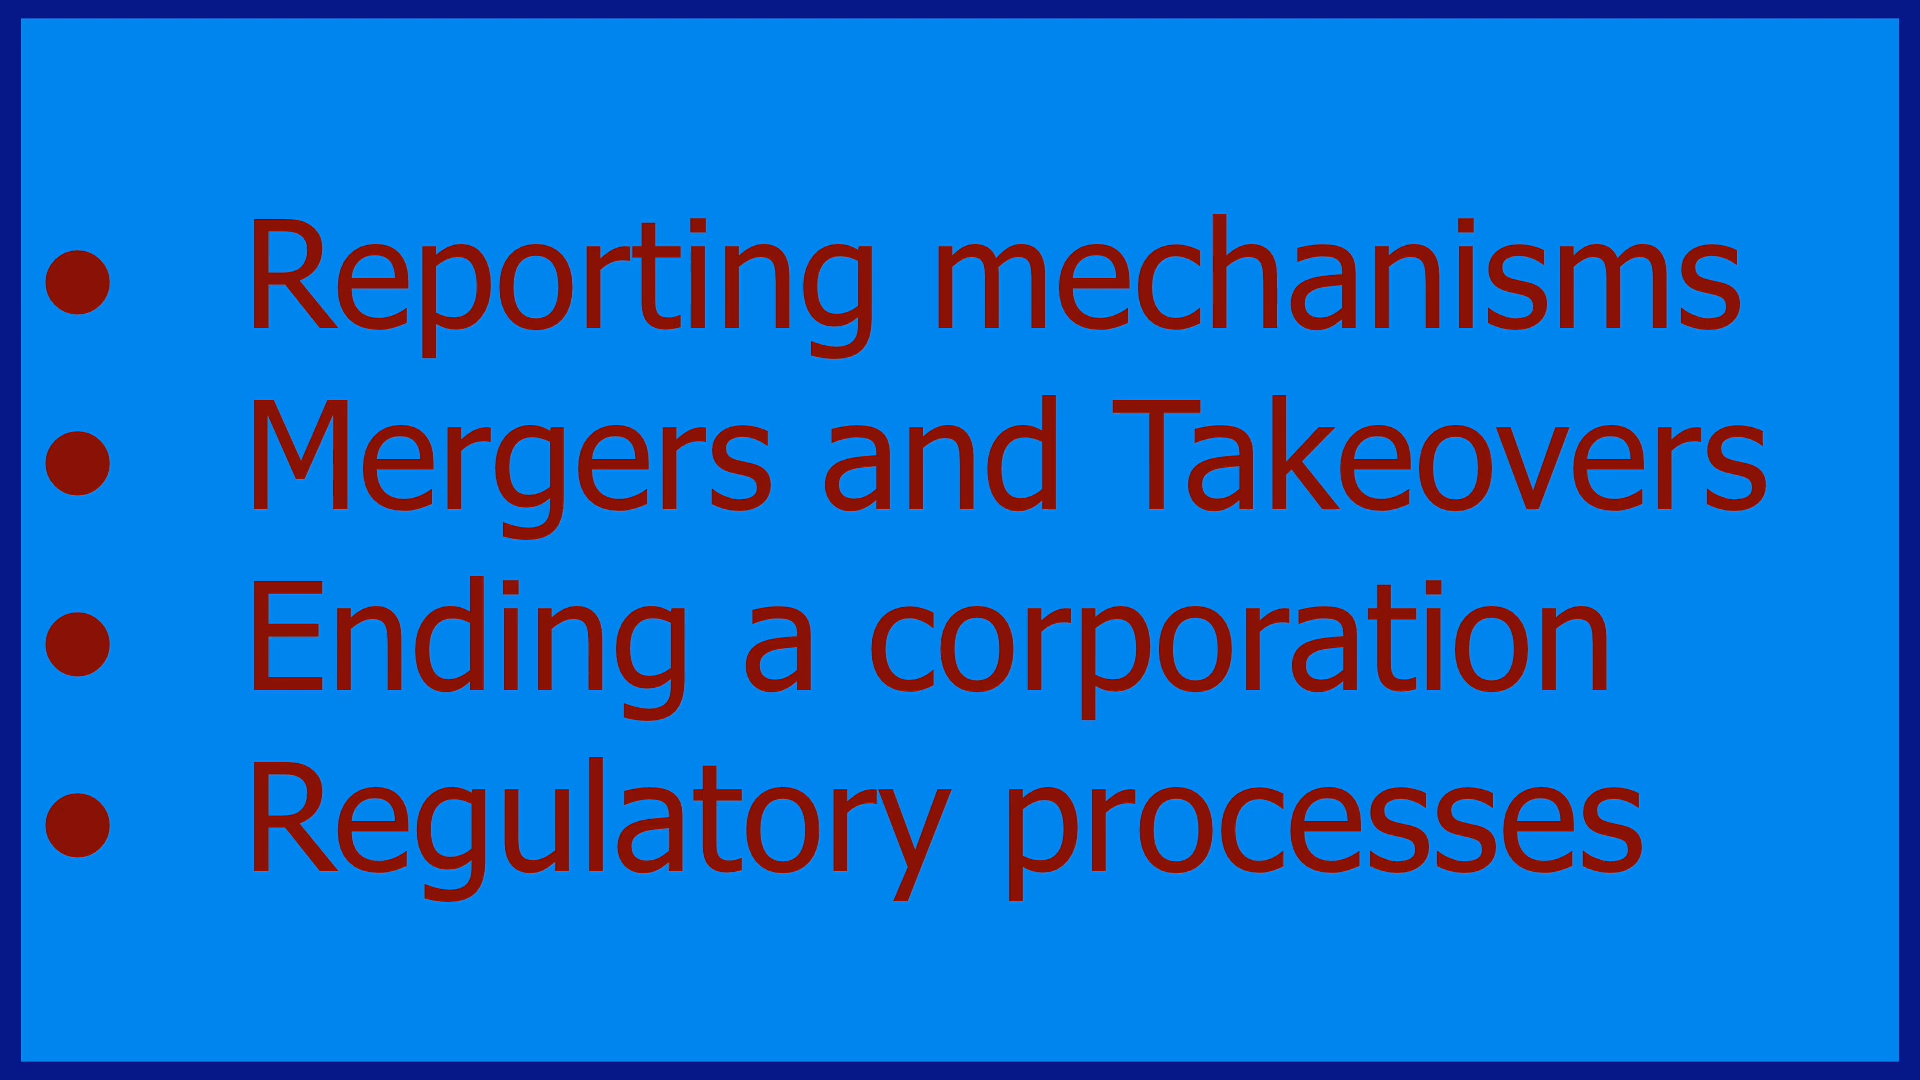 ● Reporting mechanisms
● Mergers and Takeovers
● Ending a corporation
● Regulatory processes